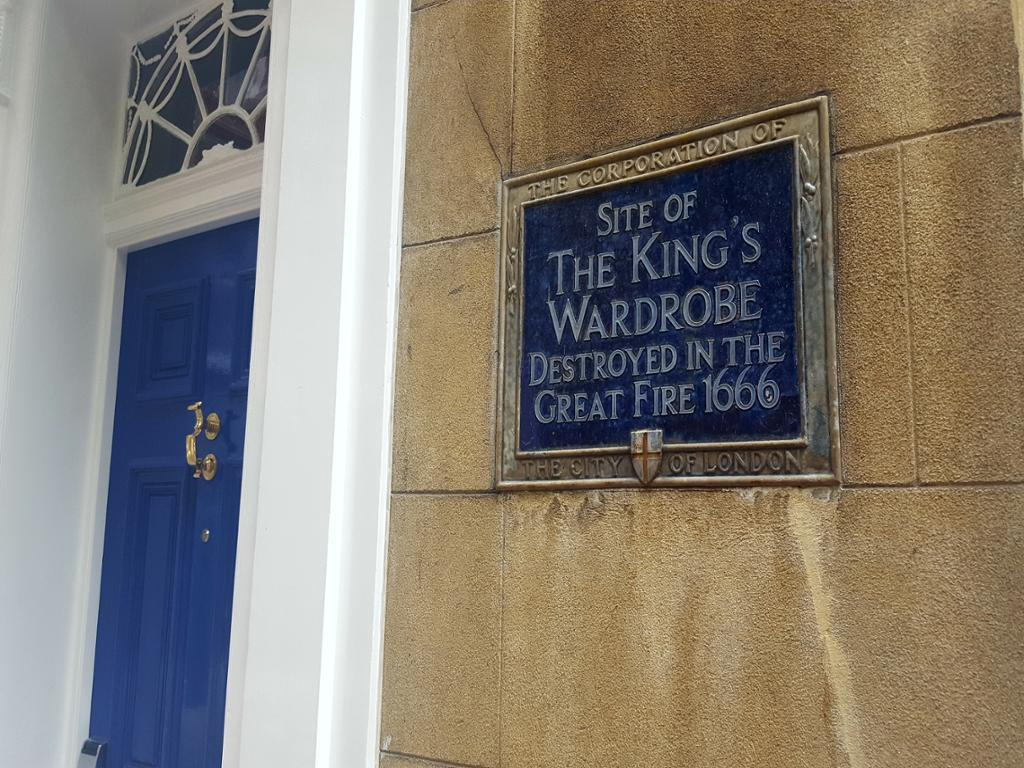 THE CORPORATION OF
SITE OF
THE KING'S
WARDROBE
DESTROYED IN THE
GREAT FIRE 1666
THE CITY OF LONDON